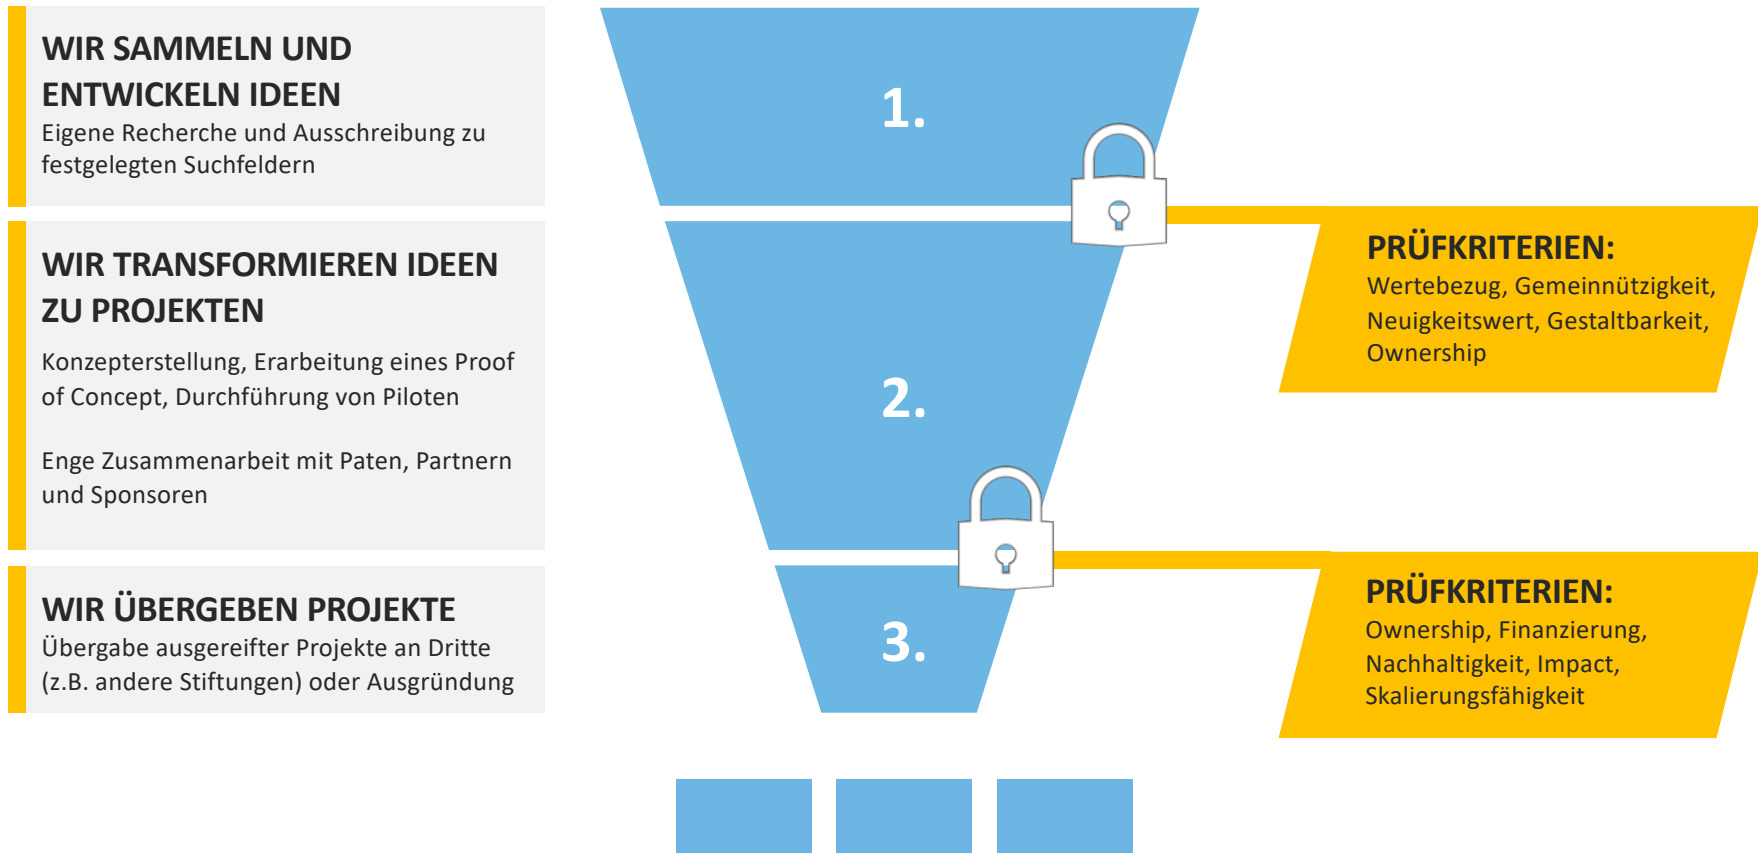 WIR SAMMELN UND
ENTWICKELN IDEEN
Eigene Recherche und Ausschreibung zu
festgelegten Suchfeldern
1.
WIR TRANSFORMIEREN IDEEN
ZU PROJEKTEN
Konzepterstellung, Erarbeitung eines Proof
of Concept, Durchführung von Piloten
Enge Zusammenarbeit mit Paten, Partnern
und Sponsoren
2.
PRÜFKRITERIEN:
Wertebezug, Gemeinnützigkeit,
Neuigkeitswert, Gestaltbarkeit,
Ownership
WIR ÜBERGEBEN PROJEKTE
Übergabe ausgereifter Projekte an Dritte
(z.B. andere Stiftungen) oder Ausgründung
3.
PRÜFKRITERIEN:
Ownership, Finanzierung,
Nachhaltigkeit, Impact,
Skalierungsfähigkeit